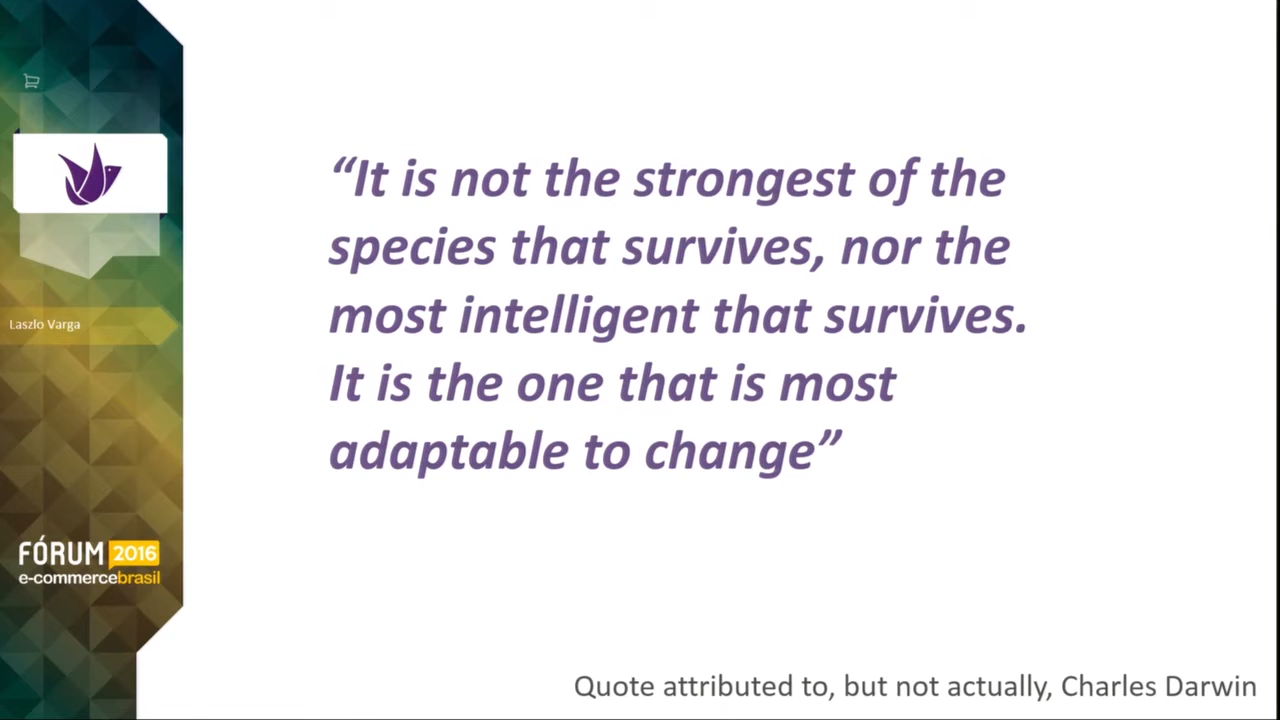 Laszlo Varga
FÓRUM 2016
e-commercebrasil
“It is not the strongest of the
species that survives, nor the
most intelligent that survives.
It is the one that is most
adaptable to change”
Quote attributed to, but not actually, Charles Darwin